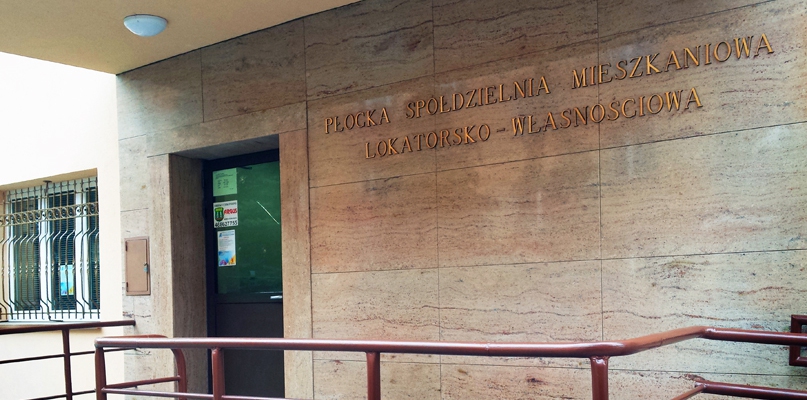 PŁOCKA SPÓŁDZIELNIA MIESZKANIOWA
LOKATORSKO-WŁASNOŚCIOWA